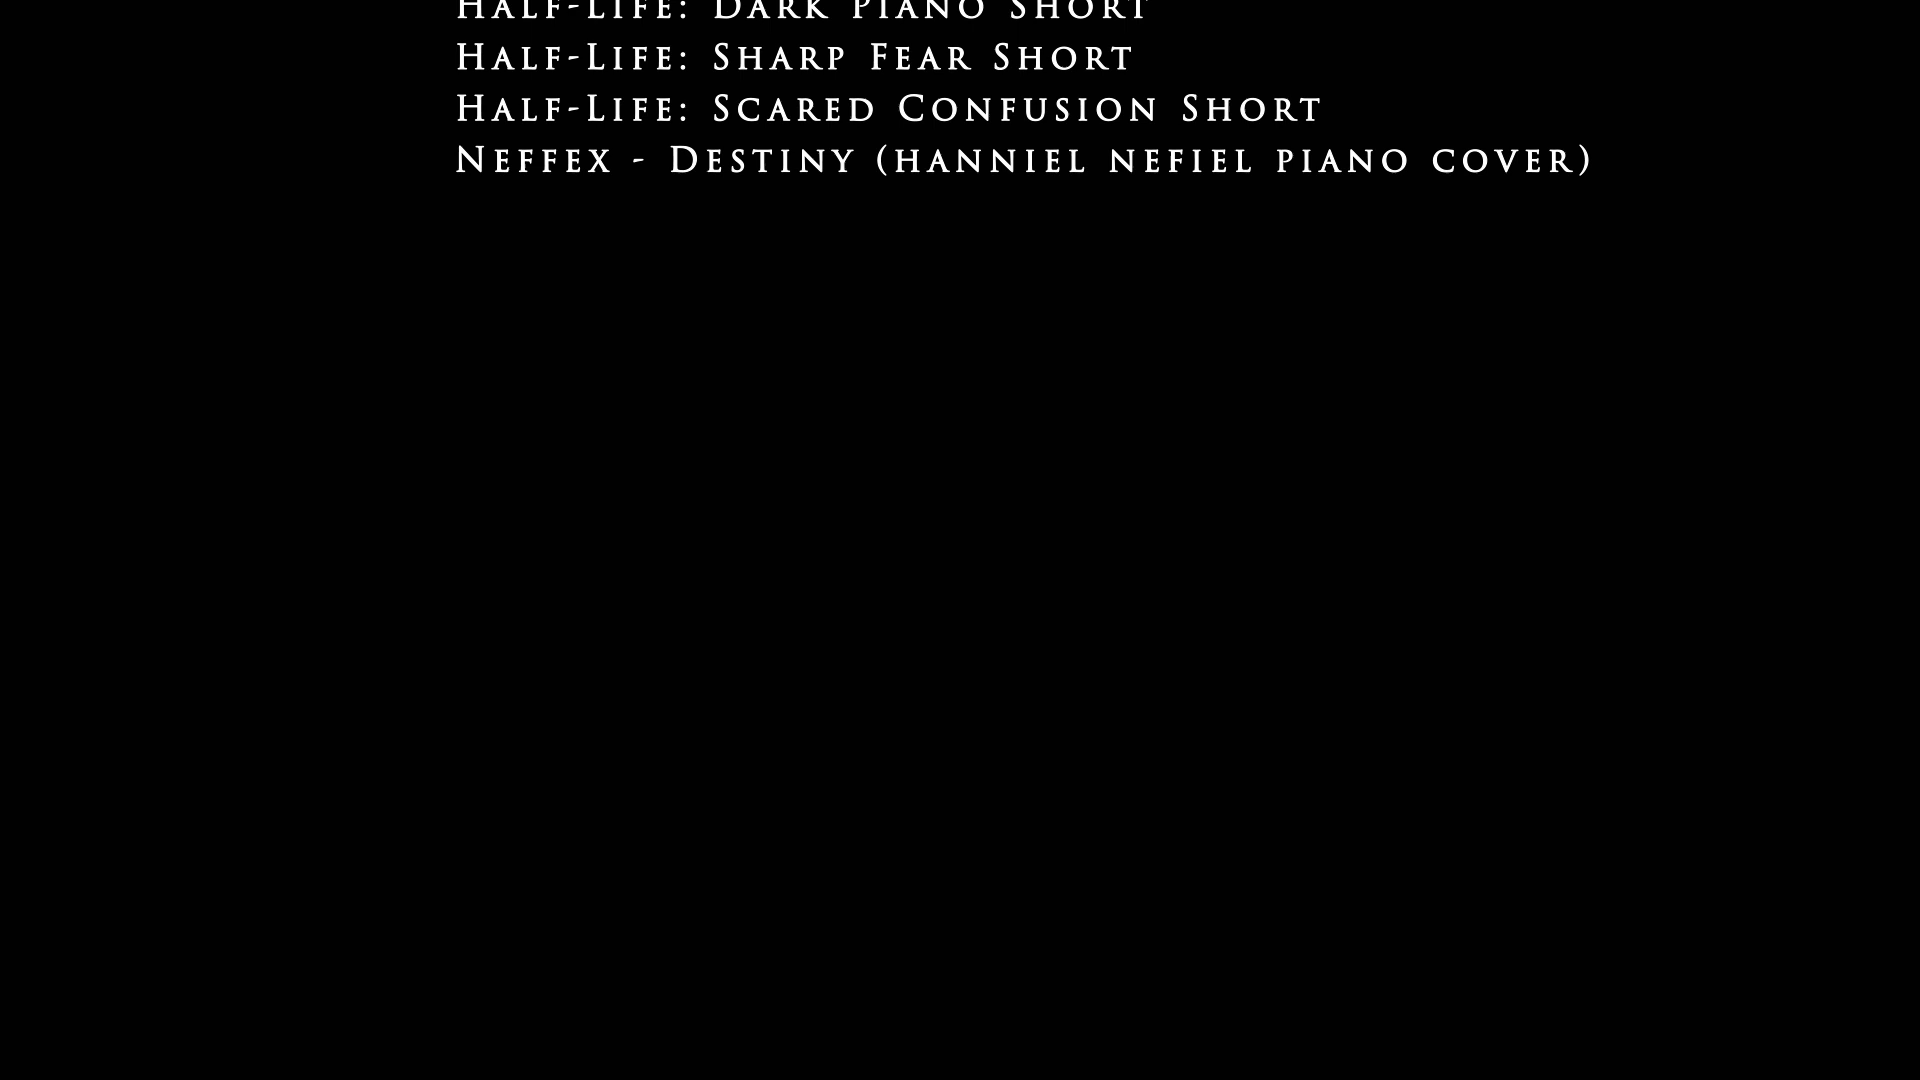 Half-Life: Dark Piano Short
Half-Life: Sharp Fear Short
Half-Life: Scared Confusion Short
Neffex - Destiny (hanniel nefiel piano cover)